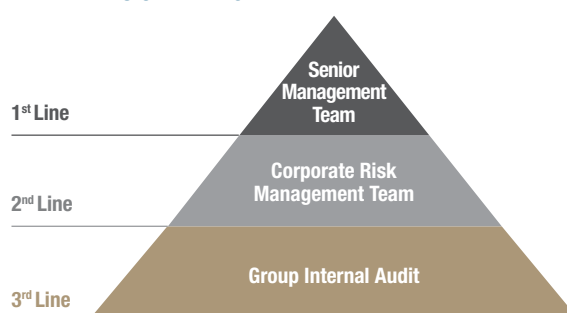 Senior
Management
Team
1st Line
Corporate Risk
Management Team
2nd Line
Group Internal Audit
3rd Line